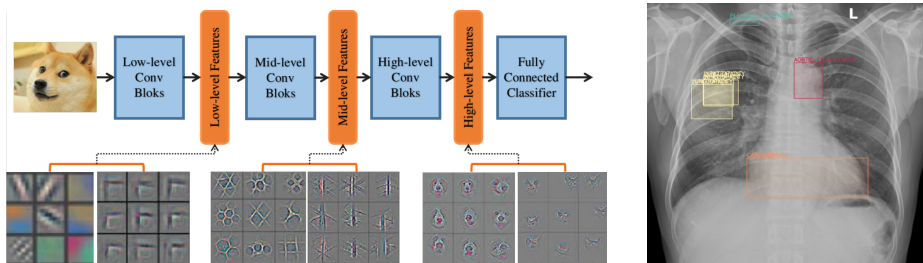 Low-level
Conv
Bloks
Low-level Features
Mid-level
Conv
Bloks
Mid-level Features
High-level
Conv
Bloks
High-level Features
Fully
Connected
Classifier
L